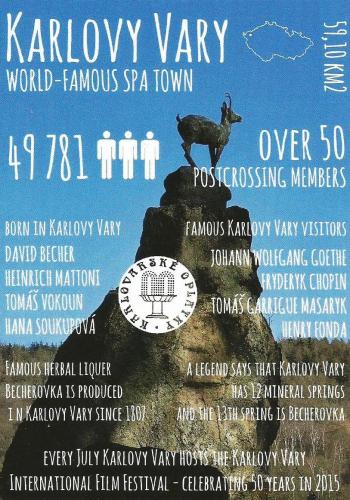 KARLOVY VARY
WORLD-FAMOUS SPA TOWN
59,10 KM2
49 781
OVER 50
POSTCROSSING MEMBERS
BORN IN KARLOVY VARY
DAVID BECHER
HEINRICH MATTONI
TOMÁŠ VOKOUN
HANA SOUKUPOVÁ
FAMOUS KARLOVY VARY VISITORS
JOHANN WOLFGANG GOETHE
FRYDERYK CHOPIN
TOMÁŠ GARRIGUE MASARYK
HENRY FONDA
KARLOVARSKÉ OPLATKY
FAMOUS HERBAL LIQUER
BECHEROVKA IS PRODUCED
I N KARLOVY VARY SINCE 1807
A LEGEND SAYS THAT KARLOVY VARY
HAS 12 MINERAL SPRINGS
AND THE 13TH SPRING IS BECHEROVKA
EVERY JULY KARLOVY VARY HOSTS THE KARLOVY VARY
INTERNATIONAL FILM FESTIVAL - CELEBRATING 50 YEARS IN 2015